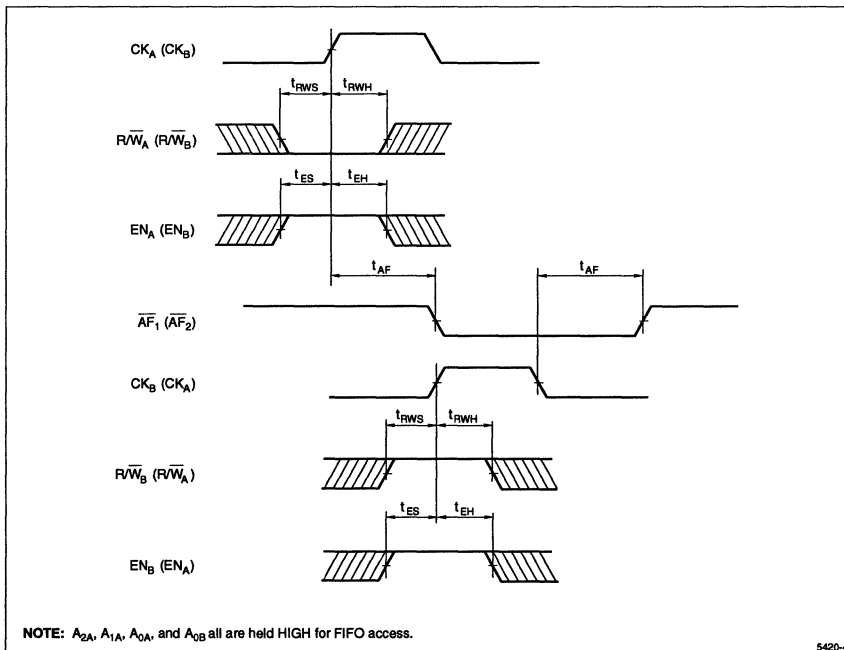 CK_A (CK_B)
t_RWS t_RWH
R/W̅_A (R/W̅_B)
t_ES t_EH
EN_A (EN_B)
t_AF t_AF
A̅F̅_1 (A̅F̅_2)
CK_B (CK_A)
t_RWS t_RWH
R/W̅_B (R/W̅_A)
t_ES t_EH
EN_B (EN_A)
NOTE: A_2A, A_1A, A_0A, and A_0B all are held HIGH for FIFO access.